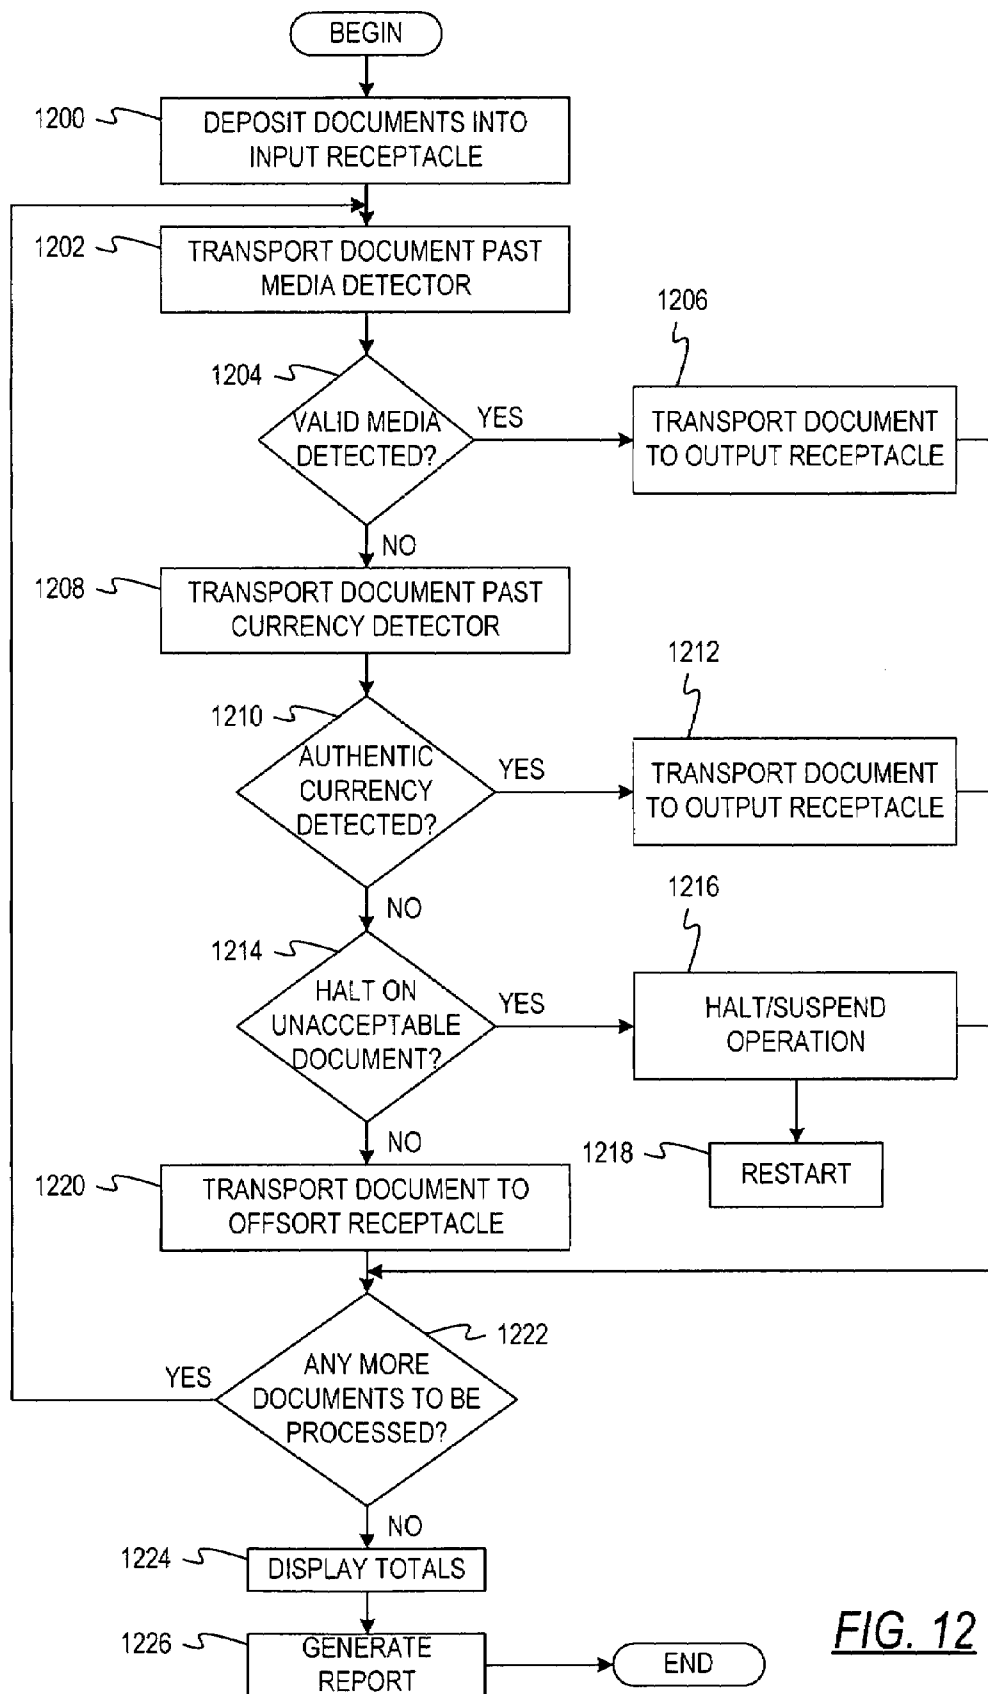 BEGIN
1200
DEPOSIT DOCUMENTS INTO
INPUT RECEPTACLE
1202
TRANSPORT DOCUMENT PAST
MEDIA DETECTOR
1204
VALID MEDIA
DETECTED?
YES
1206
TRANSPORT DOCUMENT
TO OUTPUT RECEPTACLE
NO
1208
TRANSPORT DOCUMENT PAST
CURRENCY DETECTOR
1210
AUTHENTIC
CURRENCY
DETECTED?
YES
1212
TRANSPORT DOCUMENT
TO OUTPUT RECEPTACLE
NO
1214
HALT ON
UNACCEPTABLE
DOCUMENT?
YES
1216
HALT/SUSPEND
OPERATION
1218
RESTART
NO
1220
TRANSPORT DOCUMENT TO
OFFSORT RECEPTACLE
1222
ANY MORE
DOCUMENTS TO BE
PROCESSED?
YES
NO
1224
DISPLAY TOTALS
1226
GENERATE
REPORT
END
FIG. 12